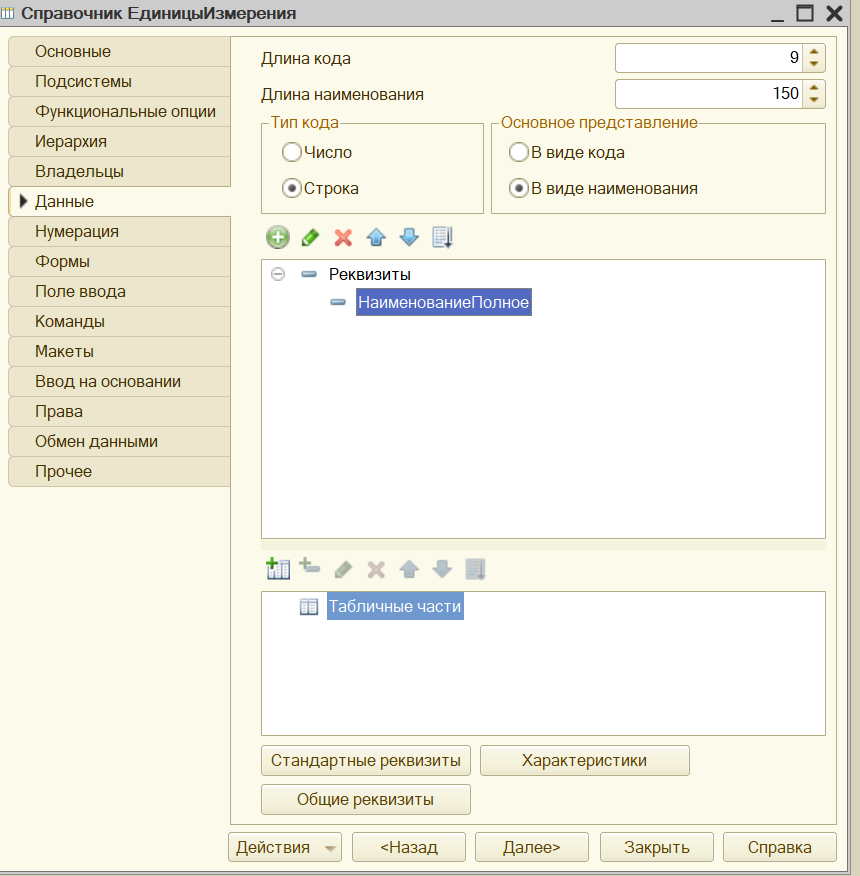 Справочник ЕдиницыИзмерения
Основные
Подсистемы
Функциональные опции
Иерархия
Владельцы
Данные
Нумерация
Формы
Поле ввода
Команды
Макеты
Ввод на основании
Права
Обмен данными
Прочее
Длина кода 9
Длина наименования 150
Тип кода Основное представление
Число В виде кода
Строка В виде наименования
Реквизиты
НаименованиеПолное
Табличные части
Стандартные реквизиты Характеристики
Общие реквизиты
Действия <Назад Далее> Закрыть Справка